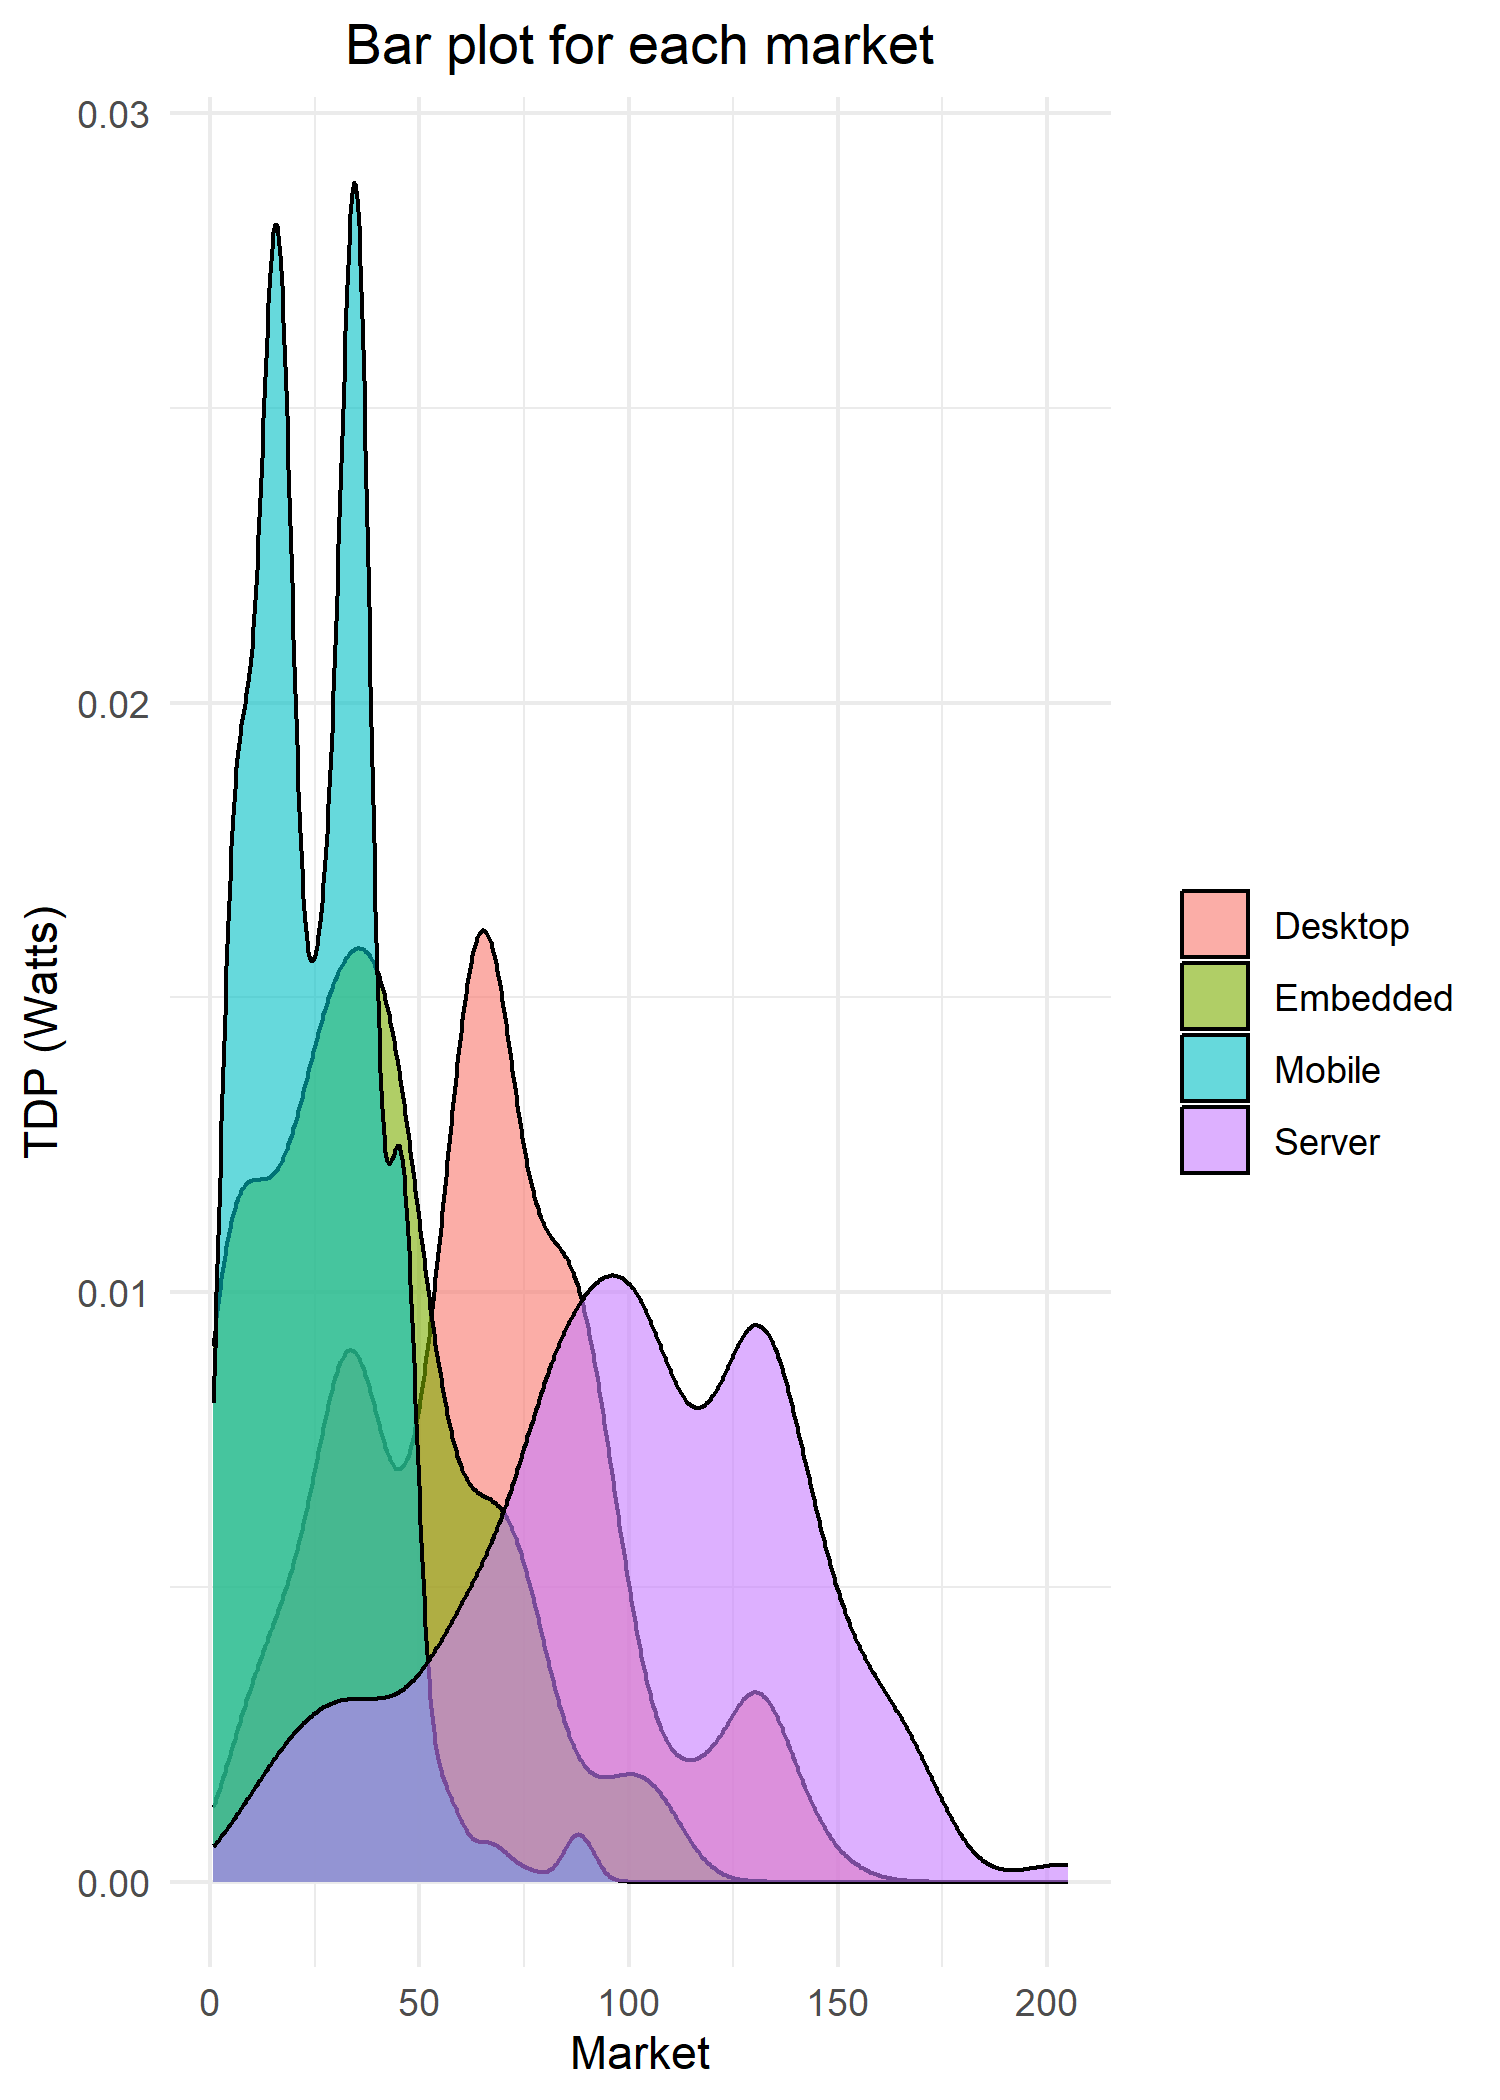 Bar plot for each market
0.03
0.02
0.01
0.00
TDP (Watts)
0 50 100 150 200
Market
Desktop
Embedded
Mobile
Server